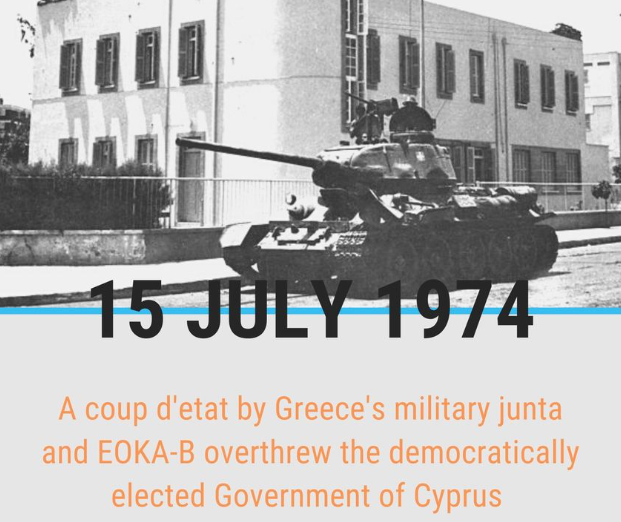 15 JULY 1974
A coup d'etat by Greece's military junta
and EOKA-B overthrew the democratically
elected Government of Cyprus